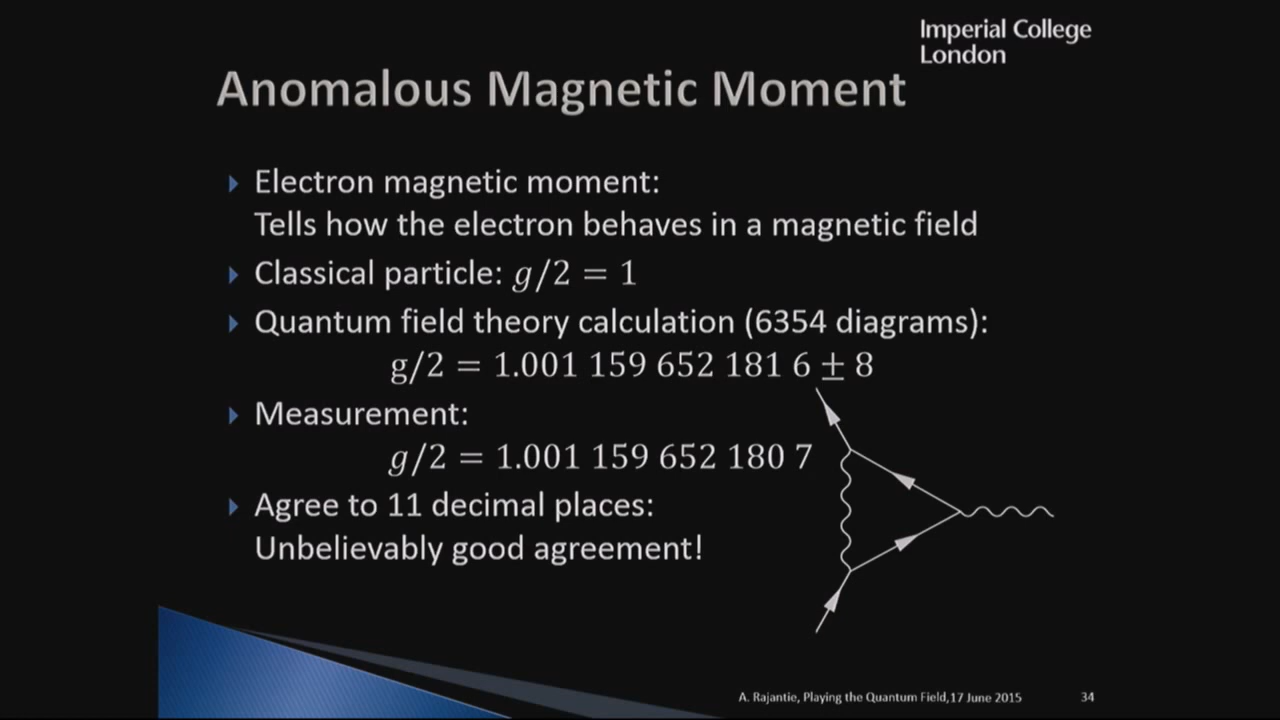 Imperial College
London
Anomalous Magnetic Moment
Electron magnetic moment:
Tells how the electron behaves in a magnetic field
Classical particle: g/2 = 1
Quantum field theory calculation (6354 diagrams):
g/2 = 1.001 159 652 181 6 ± 8
Measurement:
g/2 = 1.001 159 652 180 7
Agree to 11 decimal places:
Unbelievably good agreement!
A. Rajantie, Playing the Quantum Field,17 June 2015
34